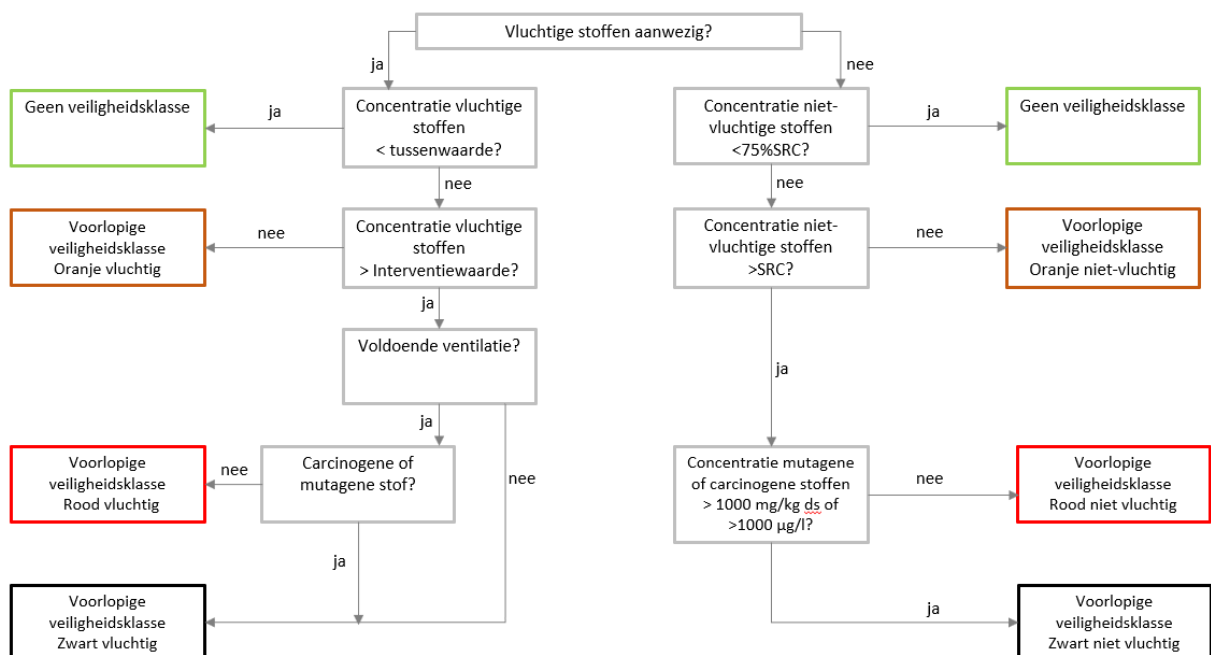 Vluchtige stoffen aanwezig?
ja
nee
Geen veiligheidsklasse
ja
Concentratie vluchtige
stoffen
< tussenwaarde?
Concentratie niet-
vluchtige stoffen
<75%SRC?
ja
Geen veiligheidsklasse
nee
nee
Voorlopige
veiligheidsklasse
Oranje vluchtig
nee
Concentratie vluchtige
stoffen
> Interventiewaarde?
Concentratie niet-
vluchtige stoffen
>SRC?
nee
Voorlopige
veiligheidsklasse
Oranje niet-vluchtig
ja
Voldoende ventilatie?
ja
ja
nee
Voorlopige
veiligheidsklasse
Rood vluchtig
nee
Carcinogene of
mutagene stof?
Concentratie mutagene
of carcinogene stoffen
> 1000 mg/kg ds of
>1000 µg/l?
nee
Voorlopige
veiligheidsklasse
Rood niet vluchtig
ja
Voorlopige
veiligheidsklasse
Zwart vluchtig
ja
Voorlopige
veiligheidsklasse
Zwart niet vluchtig